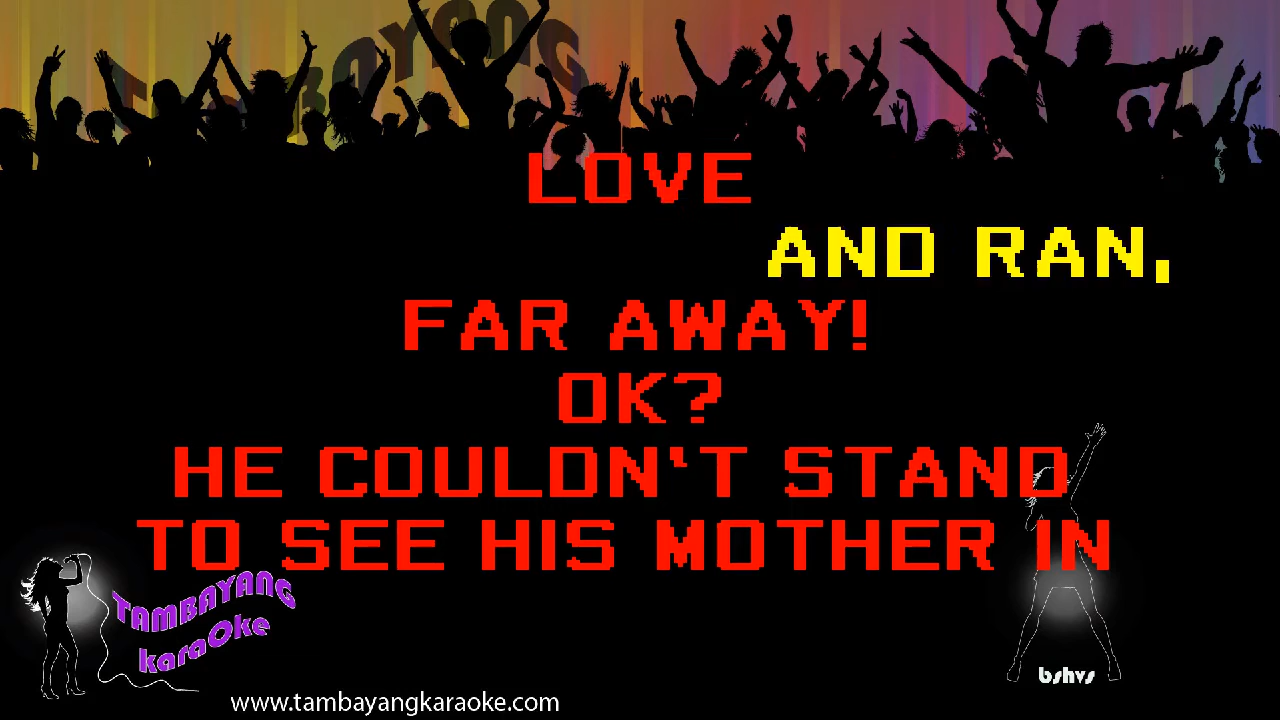 TAMBAYANG
LOVE
AND RAN,
FAR AWAY!
OK?
HE COULDN'T STAND
TO SEE HIS MOTHER IN
TAMBAYANG
karaOke
bshvs
www.tambayangkaraoke.com